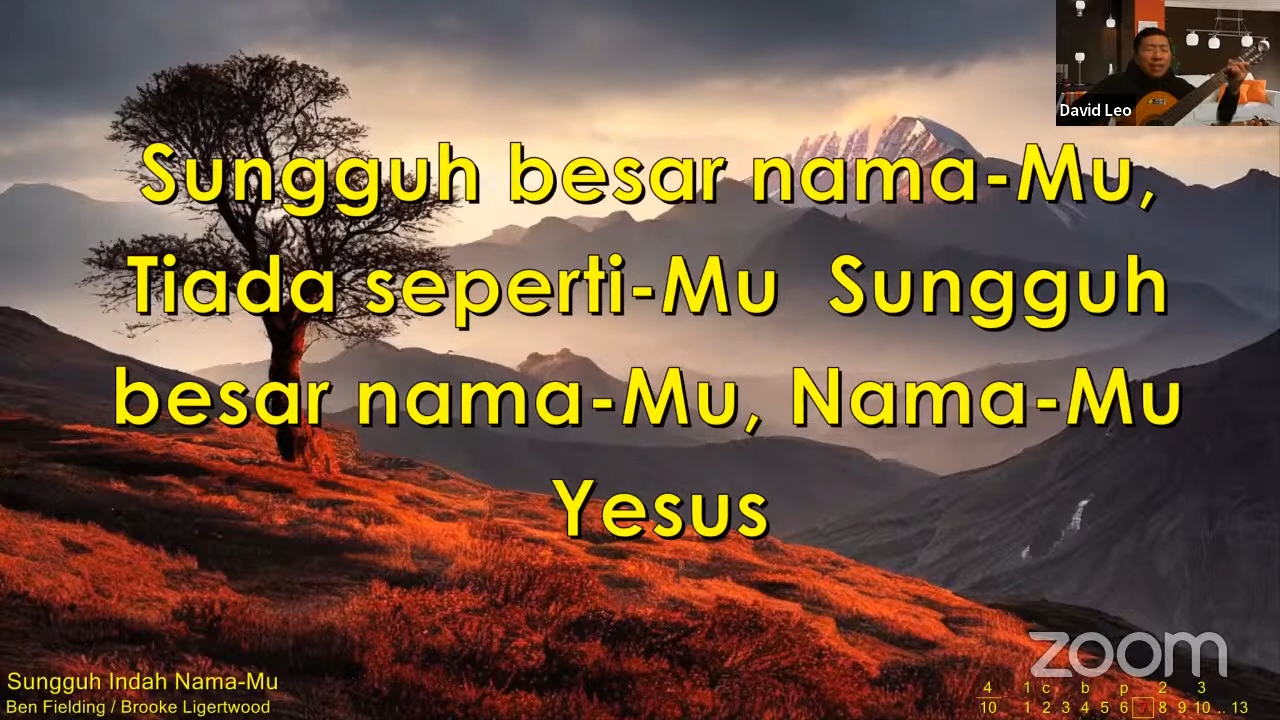 David Leo
Sungguh besar nama-Mu,
Tiada seperti-Mu  Sungguh
besar nama-Mu, Nama-Mu
Yesus
zoom
Sungguh Indah Nama-Mu
Ben Fielding / Brooke Ligertwood
4 1 c b p 2 3
10 1 2 3 4 5 6 7 8 9 10 .. 13